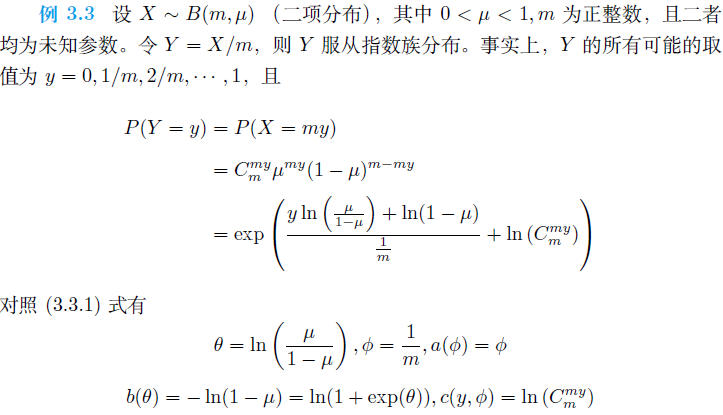 例 3.3 设 $X \sim B(m, \mu)$ （二项分布），其中 $0 < \mu < 1, m$ 为正整数，且二者
均为未知参数。令 $Y = X/m$，则 $Y$ 服从指数族分布。事实上，$Y$ 的所有可能的取
值为 $y = 0, 1/m, 2/m, \cdots, 1$，且
$P(Y = y) = P(X = my)$
$= C_m^{my} \mu^{my} (1 - \mu)^{m - my}$
$= \exp \left( \frac{y \ln \left( \frac{\mu}{1-\mu} \right) + \ln(1 - \mu)}{\frac{1}{m}} + \ln \left( C_m^{my} \right) \right)$
对照 (3.3.1) 式有
$\theta = \ln \left( \frac{\mu}{1 - \mu} \right), \phi = \frac{1}{m}, a(\phi) = \phi$
$b(\theta) = - \ln(1 - \mu) = \ln(1 + \exp(\theta)), c(y, \phi) = \ln \left( C_m^{my} \right)$